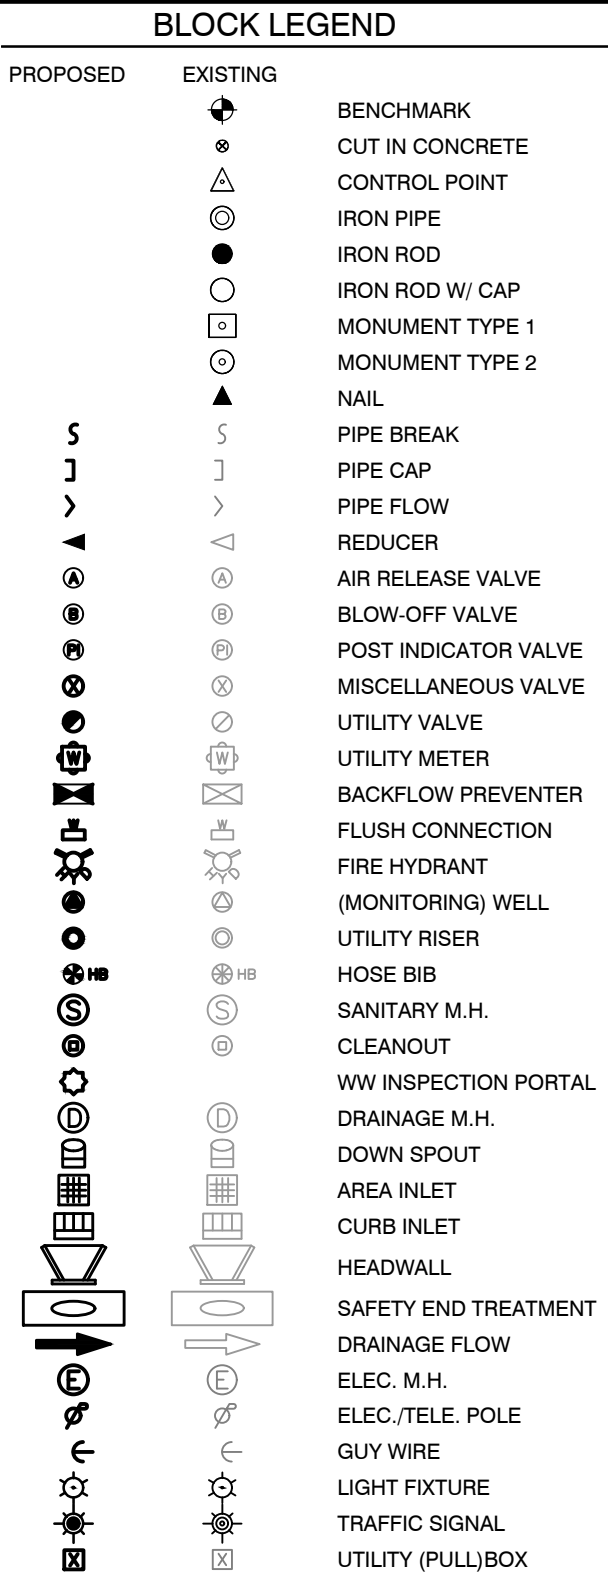 BLOCK LEGEND
PROPOSED EXISTING
BENCHMARK
CUT IN CONCRETE
CONTROL POINT
IRON PIPE
IRON ROD
IRON ROD W/ CAP
MONUMENT TYPE 1
MONUMENT TYPE 2
NAIL
S S PIPE BREAK
PIPE CAP
PIPE FLOW
REDUCER
A A AIR RELEASE VALVE
B B BLOW-OFF VALVE
PI PI POST INDICATOR VALVE
X X MISCELLANEOUS VALVE
UTILITY VALVE
W W UTILITY METER
BACKFLOW PREVENTER
W W FLUSH CONNECTION
FIRE HYDRANT
(MONITORING) WELL
UTILITY RISER
HB HB HOSE BIB
S S SANITARY M.H.
CLEANOUT
WW INSPECTION PORTAL
D D DRAINAGE M.H.
DOWN SPOUT
AREA INLET
CURB INLET
HEADWALL
SAFETY END TREATMENT
DRAINAGE FLOW
E E ELEC. M.H.
ELEC./TELE. POLE
GUY WIRE
LIGHT FIXTURE
TRAFFIC SIGNAL
X X UTILITY (PULL)BOX